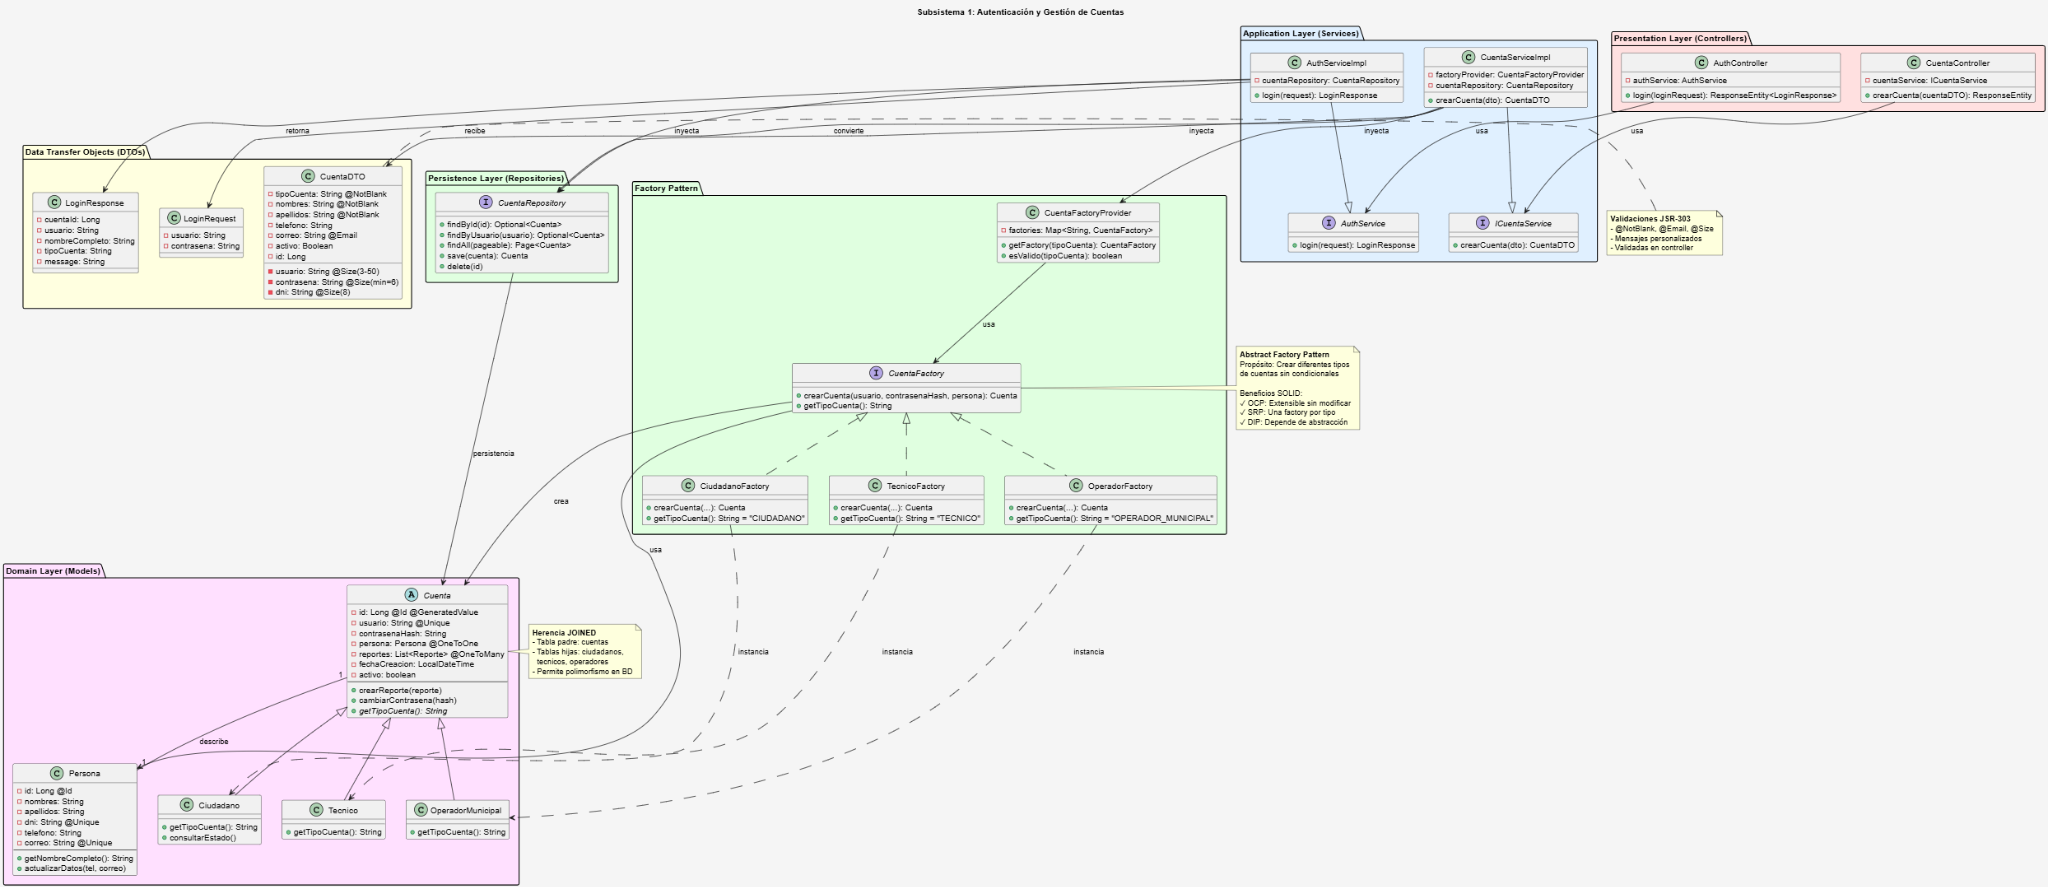 Subsistema 1: Autenticación y Gestión de Cuentas
Application Layer (Services)
C AuthServiceImpl
cuentaRepository: CuentaRepository
login(request): LoginResponse
C CuentaServiceImpl
factoryProvider: CuentaFactoryProvider
cuentaRepository: CuentaRepository
crearCuenta(dto): CuentaDTO
I AuthService
login(request): LoginResponse
I ICuentaService
crearCuenta(dto): CuentaDTO
Presentation Layer (Controllers)
C AuthController
authService: AuthService
login(loginRequest): ResponseEntity<LoginResponse>
C CuentaController
cuentaService: ICuentaService
crearCuenta(cuentaDTO): ResponseEntity
retorna
recibe
inyecta
convierte
inyecta
inyecta
usa
usa
Data Transfer Objects (DTOs)
C LoginResponse
cuentaId: Long
usuario: String
nombreCompleto: String
tipoCuenta: String
message: String
C LoginRequest
usuario: String
contrasena: String
C CuentaDTO
tipoCuenta: String @NotBlank
nombres: String @NotBlank
apellidos: String @NotBlank
telefono: String
correo: String @Email
activo: Boolean
id: Long
usuario: String @Size(3-50)
contrasena: String @Size(min=6)
dni: String @Size(8)
Persistence Layer (Repositories)
I CuentaRepository
findById(id): Optional<Cuenta>
findByUsuario(usuario): Optional<Cuenta>
findAll(pageable): Page<Cuenta>
save(cuenta): Cuenta
delete(id)
Factory Pattern
C CuentaFactoryProvider
factories: Map<String, CuentaFactory>
getFactory(tipoCuenta): CuentaFactory
esValido(tipoCuenta): boolean
Validaciones JSR-303
- @NotBlank, @Email, @Size
- Mensajes personalizados
- Validadas en controller
usa
I CuentaFactory
crearCuenta(usuario, contrasenaHash, persona): Cuenta
getTipoCuenta(): String
Abstract Factory Pattern
Propósito: Crear diferentes tipos
de cuentas sin condicionales
Beneficios SOLID:
✓ OCP: Extensible sin modificar
✓ SRP: Una factory por tipo
✓ DIP: Depende de abstracción
persistencia
crea
usa
C CiudadanoFactory
crearCuenta(...): Cuenta
getTipoCuenta(): String = "CIUDADANO"
C TecnicoFactory
crearCuenta(...): Cuenta
getTipoCuenta(): String = "TECNICO"
C OperadorFactory
crearCuenta(...): Cuenta
getTipoCuenta(): String = "OPERADOR_MUNICIPAL"
Domain Layer (Models)
A Cuenta
id: Long @Id @GeneratedValue
usuario: String @Unique
contrasenaHash: String
persona: Persona @OneToOne
reportes: List<Reporte> @OneToMany
fechaCreacion: LocalDateTime
activo: boolean
crearReporte(reporte)
cambiarContrasena(hash)
getTipoCuenta(): String
Herencia JOINED
- Tabla padre: cuentas
- Tablas hijas: ciudadanos,
tecnicos, operadores
- Permite polimorfismo en BD
instancia
instancia
instancia
1
describe
1
C Persona
id: Long @Id
nombres: String
apellidos: String
dni: String @Unique
telefono: String
correo: String @Unique
getNombreCompleto(): String
actualizarDatos(tel, correo)
C Ciudadano
getTipoCuenta(): String
consultarEstado()
C Tecnico
getTipoCuenta(): String
C OperadorMunicipal
getTipoCuenta(): String